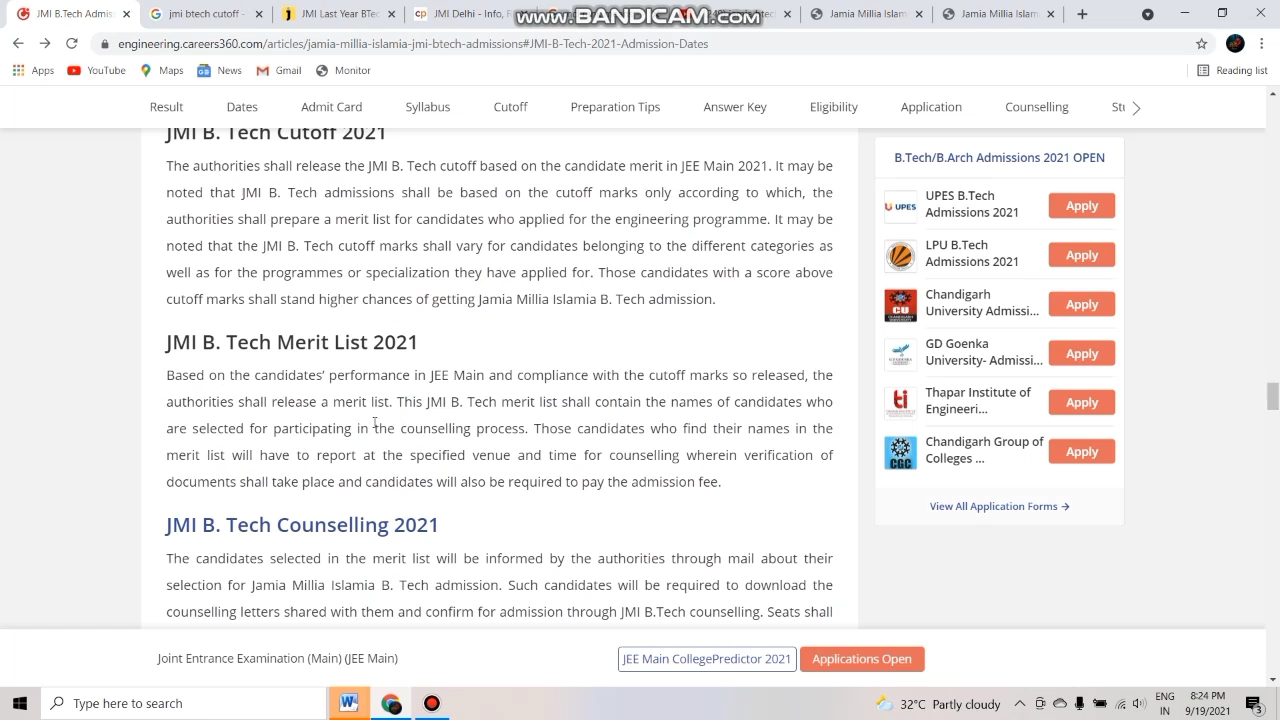 www.BANDICAM.com
JMI Delhi - Info, F
engineering.careers360.com/articles/jamia-millia-islamia-jmi-btech-admissions#JMI-B-Tech-2021-Admission-Dates
Apps YouTube Maps News Gmail Monitor Reading list
Result Dates Admit Card Syllabus Cutoff Preparation Tips Answer Key Eligibility Application Counselling
JMI B. Tech Cutoff 2021
The authorities shall release the JMI B. Tech cutoff based on the candidate merit in JEE Main 2021. It may be
noted that JMI B. Tech admissions shall be based on the cutoff marks only according to which, the
authorities shall prepare a merit list for candidates who applied for the engineering programme. It may be
noted that the JMI B. Tech cutoff marks shall vary for candidates belonging to the different categories as
well as for the programmes or specialization they have applied for. Those candidates with a score above
cutoff marks shall stand higher chances of getting Jamia Millia Islamia B. Tech admission.
JMI B. Tech Merit List 2021
Based on the candidates' performance in JEE Main and compliance with the cutoff marks so released, the
authorities shall release a merit list. This JMI B. Tech merit list shall contain the names of candidates who
are selected for participating in the counselling process. Those candidates who find their names in the
merit list will have to report at the specified venue and time for counselling wherein verification of
documents shall take place and candidates will also be required to pay the admission fee.
JMI B. Tech Counselling 2021
The candidates selected in the merit list will be informed by the authorities through mail about their
selection for Jamia Millia Islamia B. Tech admission. Such candidates will be required to download the
counselling letters shared with them and confirm for admission through JMI B.Tech counselling. Seats shall
B.Tech/B.Arch Admissions 2021 OPEN
UPES
UPES B.Tech
Admissions 2021
Apply
LPU B.Tech
Admissions 2021
Apply
CU
Chandigarh
University Admissi...
Apply
GD Goenka
University- Admissi...
Apply
ti
Thapar Institute of
Engineeri...
Apply
CGC
Chandigarh Group of
Colleges ...
Apply
View All Application Forms →
Joint Entrance Examination (Main) (JEE Main)
JEE Main CollegePredictor 2021
Applications Open
Type here to search
32°C Partly cloudy
ENG
IN
8:24 PM
9/19/2021
3